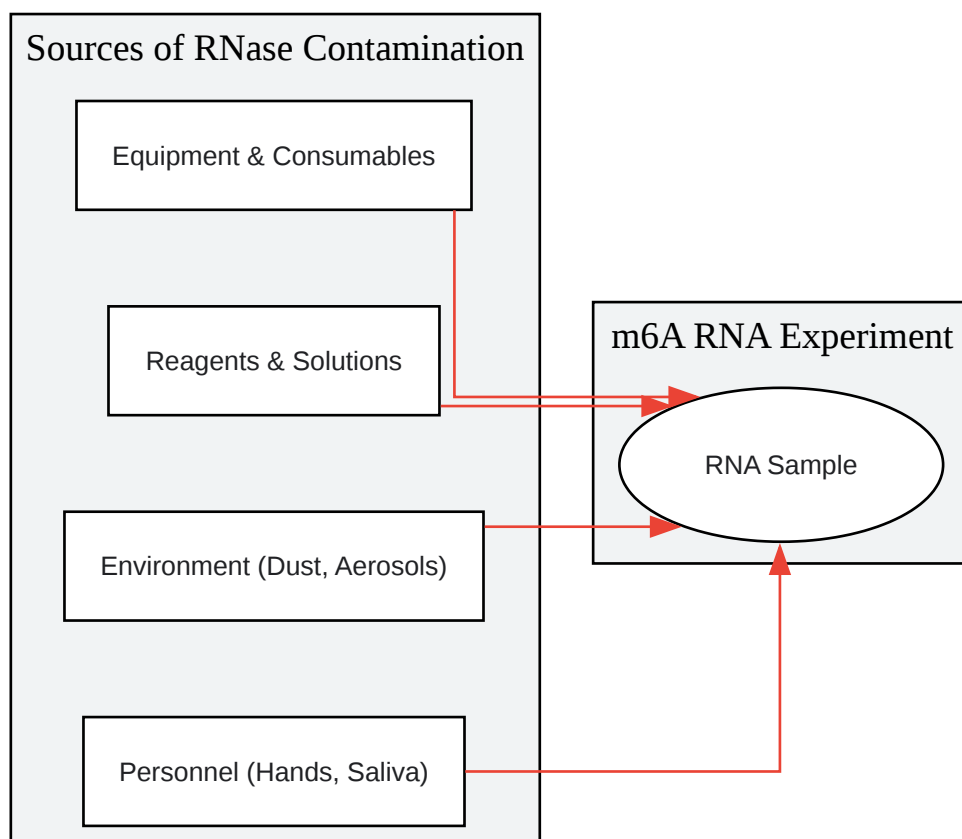 Sources of RNase Contamination
Equipment & Consumables
Reagents & Solutions
Environment (Dust, Aerosols)
Personnel (Hands, Saliva)
m6A RNA Experiment
RNA Sample